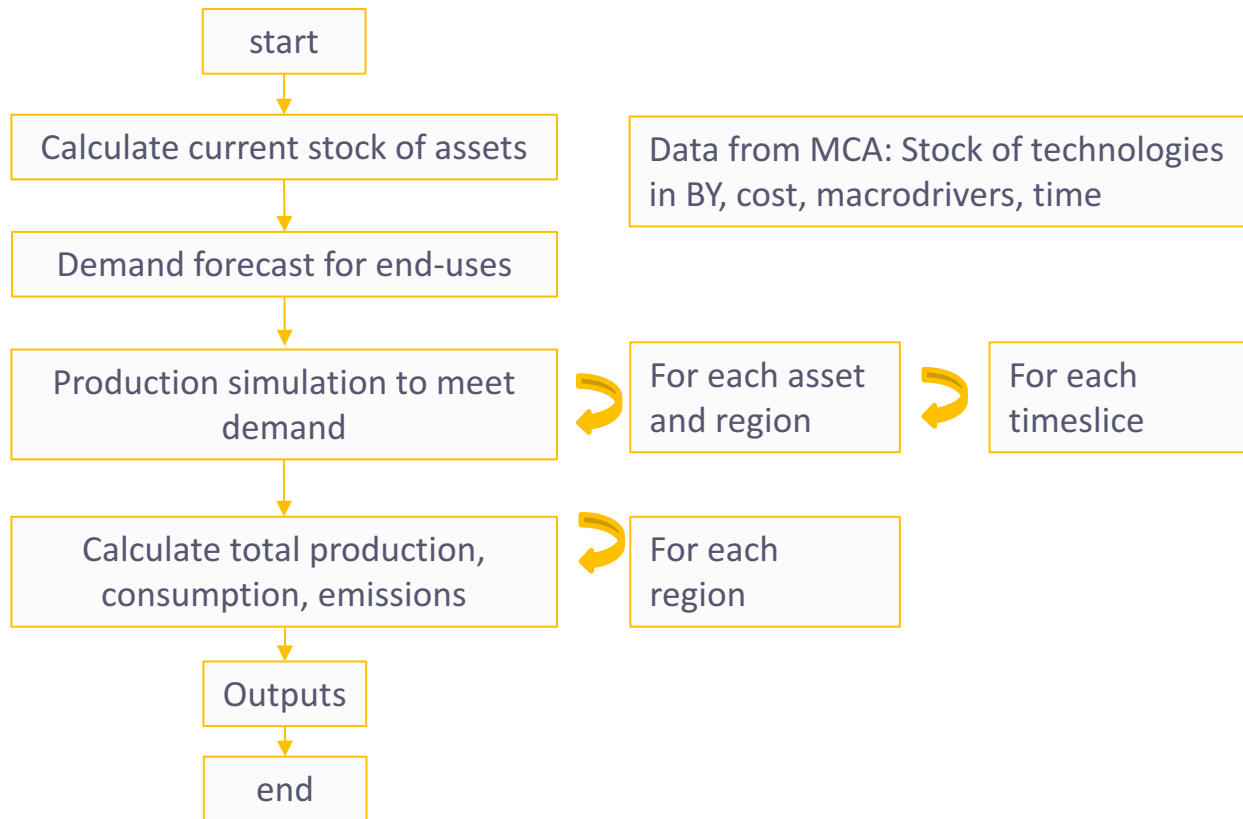 start
Calculate current stock of assets
Data from MCA: Stock of technologies
in BY, cost, macrodrivers, time
Demand forecast for end-uses
Production simulation to meet
demand
For each asset
and region
For each
timeslice
Calculate total production,
consumption, emissions
For each
region
Outputs
end